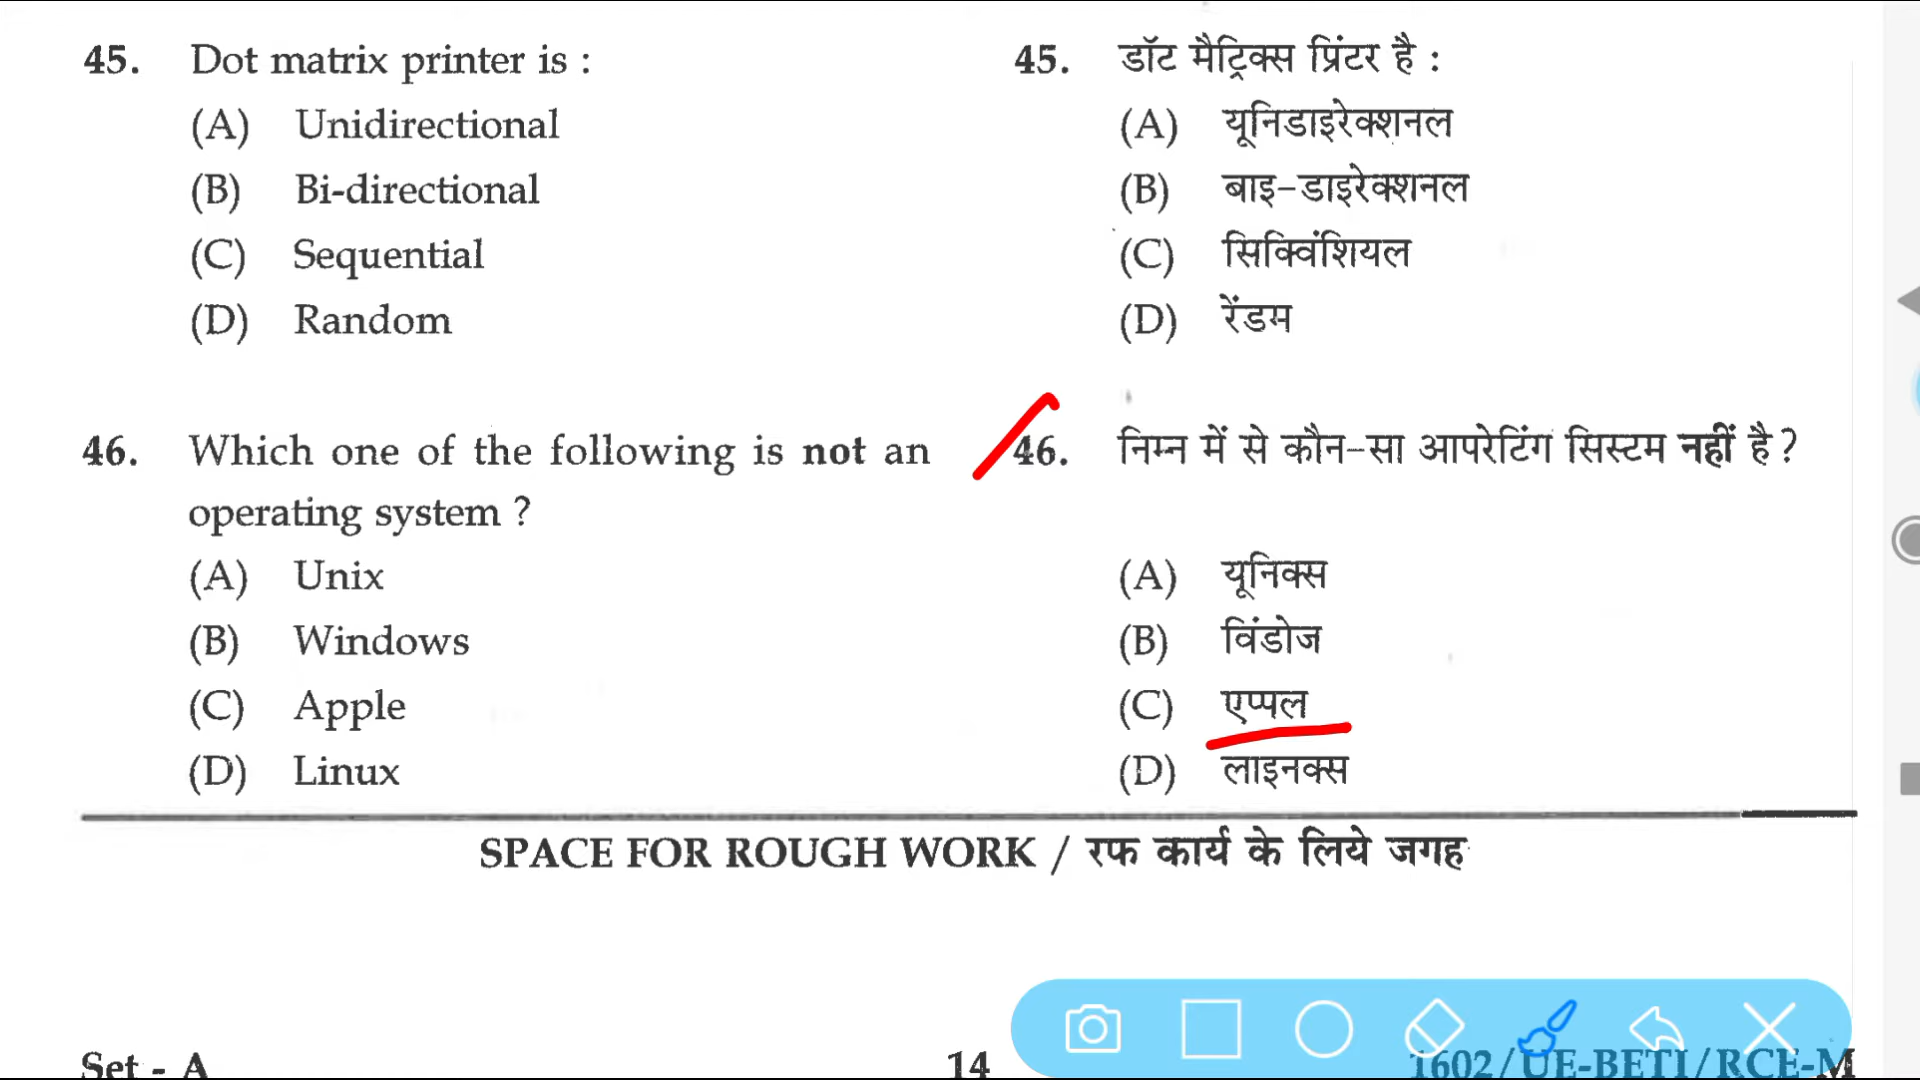 45. Dot matrix printer is :
(A) Unidirectional
(B) Bi-directional
(C) Sequential
(D) Random
46. Which one of the following is not an
operating system ?
(A) Unix
(B) Windows
(C) Apple
(D) Linux
45. डॉट मैट्रिक्स प्रिंटर है :
(A) यूनिडाइरेक्शनल
(B) बाइ-डाइरेक्शनल
(C) सिक्विंशियल
(D) रेंडम
46. निम्न में से कौन-सा आपरेटिंग सिस्टम नहीं है ?
(A) यूनिक्स
(B) विंडोज
(C) एप्पल
(D) लाइनक्स
SPACE FOR ROUGH WORK / रफ कार्य के लिये जगह
Set - A
14
1602/UE-BETI/RCE-M